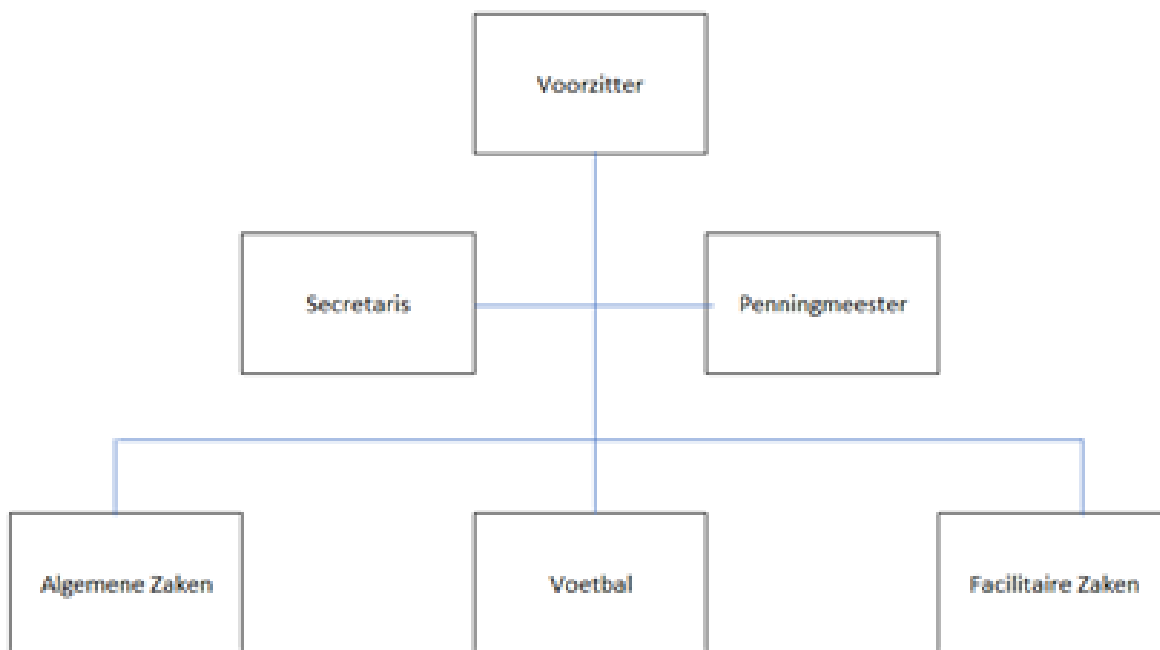 Voorzitter
Secretaris
Penningmeester
Algemene Zaken
Voetbal
Facilitaire Zaken